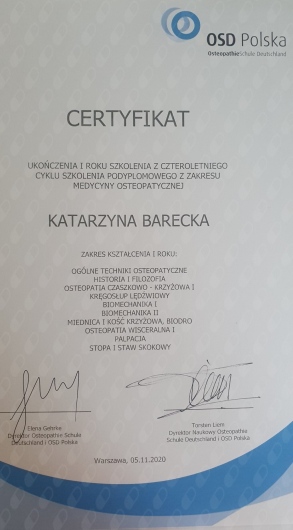 OSD Polska
OsteopathieSchule Deutschland
CERTYFIKAT
UKOŃCZENIA I ROKU SZKOLENIA Z CZTEROLETNIEGO
CYKLU SZKOLENIA PODYPLOMOWEGO Z ZAKRESU
MEDYCYNY OSTEOPATYCZNEJ
KATARZYNA BARECKA
ZAKRES KSZTAŁCENIA I ROKU:
OGÓLNE TECHNIKI OSTEOPATYCZNE
HISTORIA I FILOZOFIA
OSTEOPATIA CZASZKOWO - KRZYŻOWA I
KRĘGOSŁUP LĘDŹWIOWY
BIOMECHANIKA I
BIOMECHANIKA II
MIEDNICA I KOŚĆ KRZYŻOWA, BIODRO
OSTEOPATIA WISCERALNA I
PALPACJA
STOPA I STAW SKOKOWY
Dyrektor Osteopathie Schule
Deutschland i OSD Polska
Torsten Liem
Dyrektor Naukowy Osteopathie
Schule Deutschland i OSD Polska
Warszawa, 05.11.2020